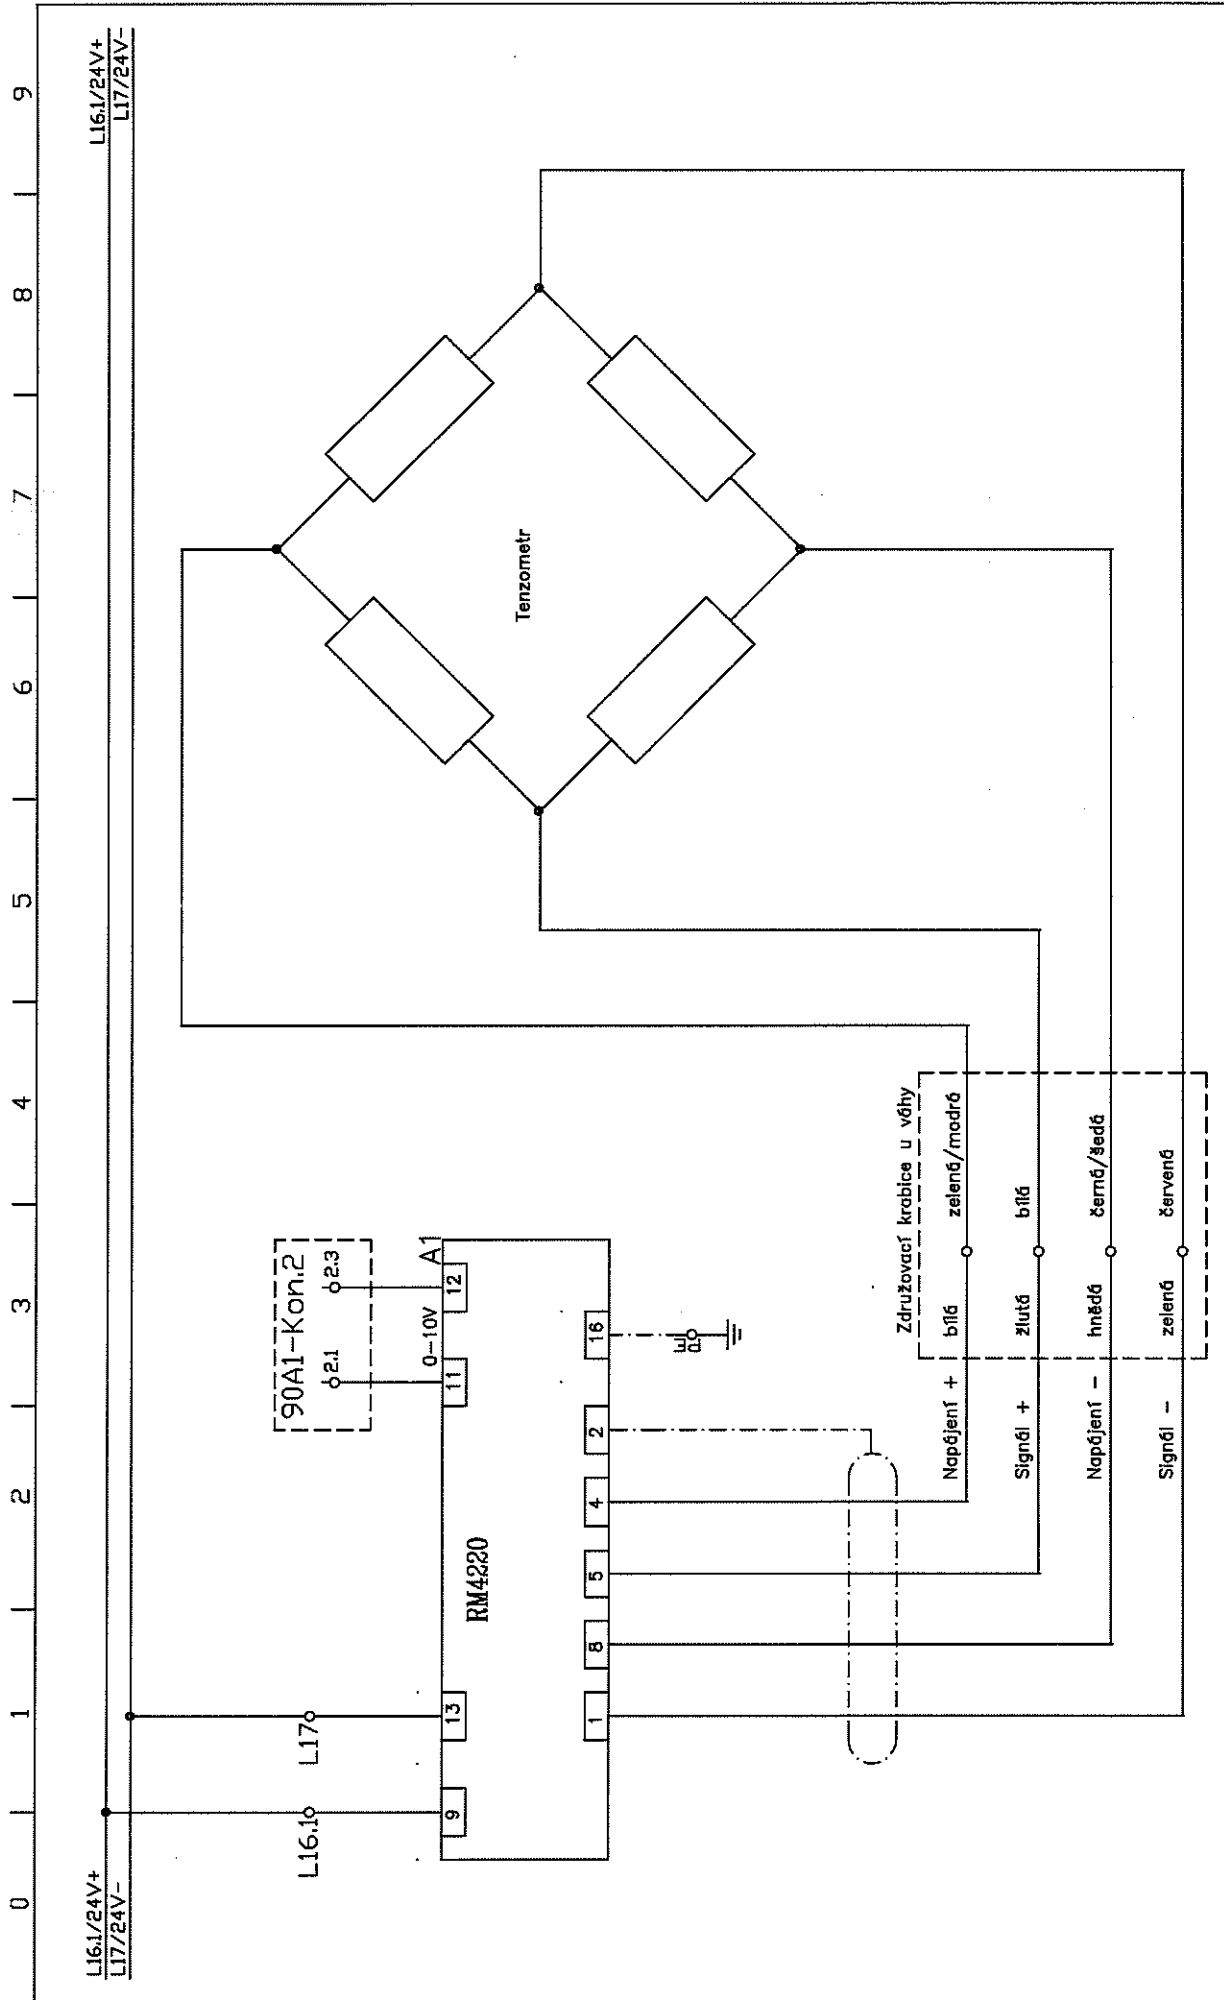 0 1 2 3 4 5 6 7 8 9
L16.1/24V+
L17/24V-
L16.1/24V+
L17/24V-
L16.1
L17
90A1-Kon.2
2.1
2.3
9
13
11
0-10V
12
A1
RM4220
1
8
5
4
2
16
PE
Tenzometr
Združovací krabice u váhy
Napájení +
bílá
zelená/modrá
Signál +
žlutá
bílá
Napájení -
hnědá
černá/šedá
Signál -
zelená
červená